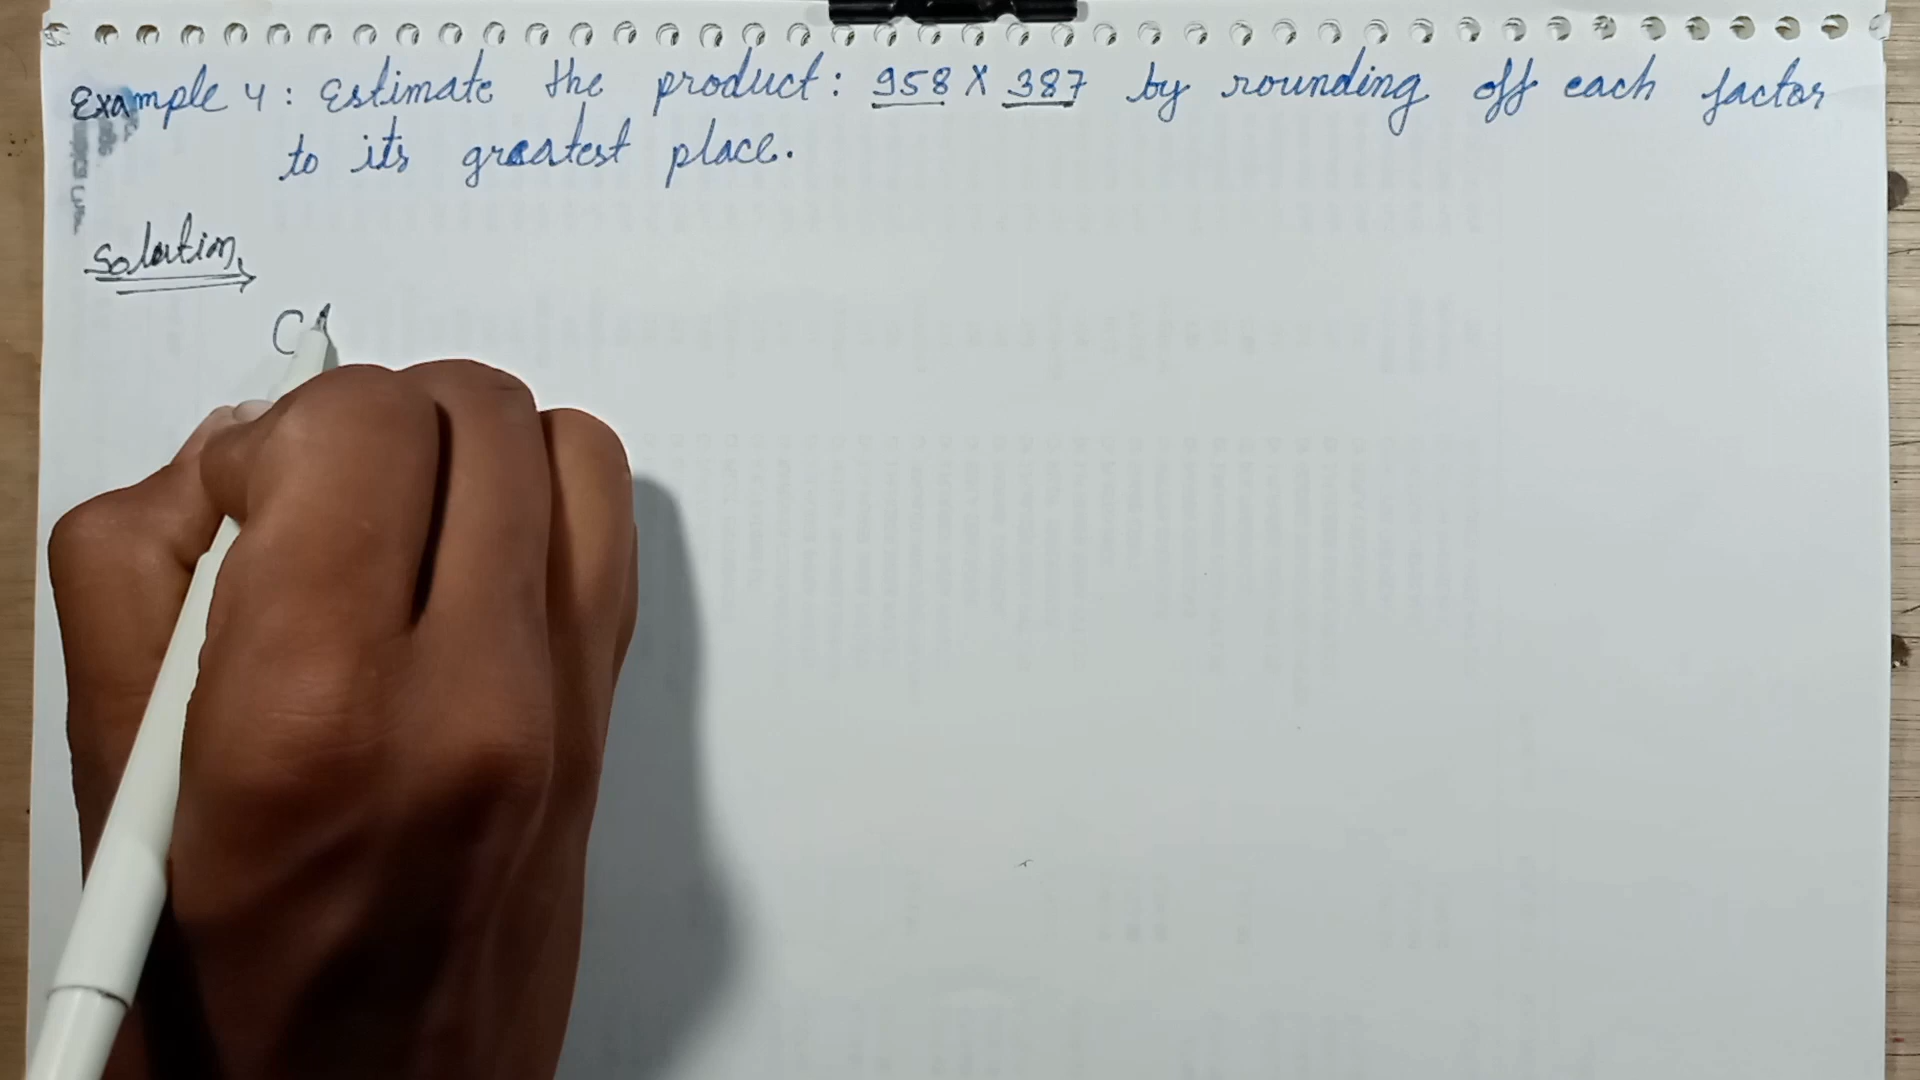 Example 4 : Estimate the product : 958 X 387 by rounding off each factor
to its greatest place.
Solution,